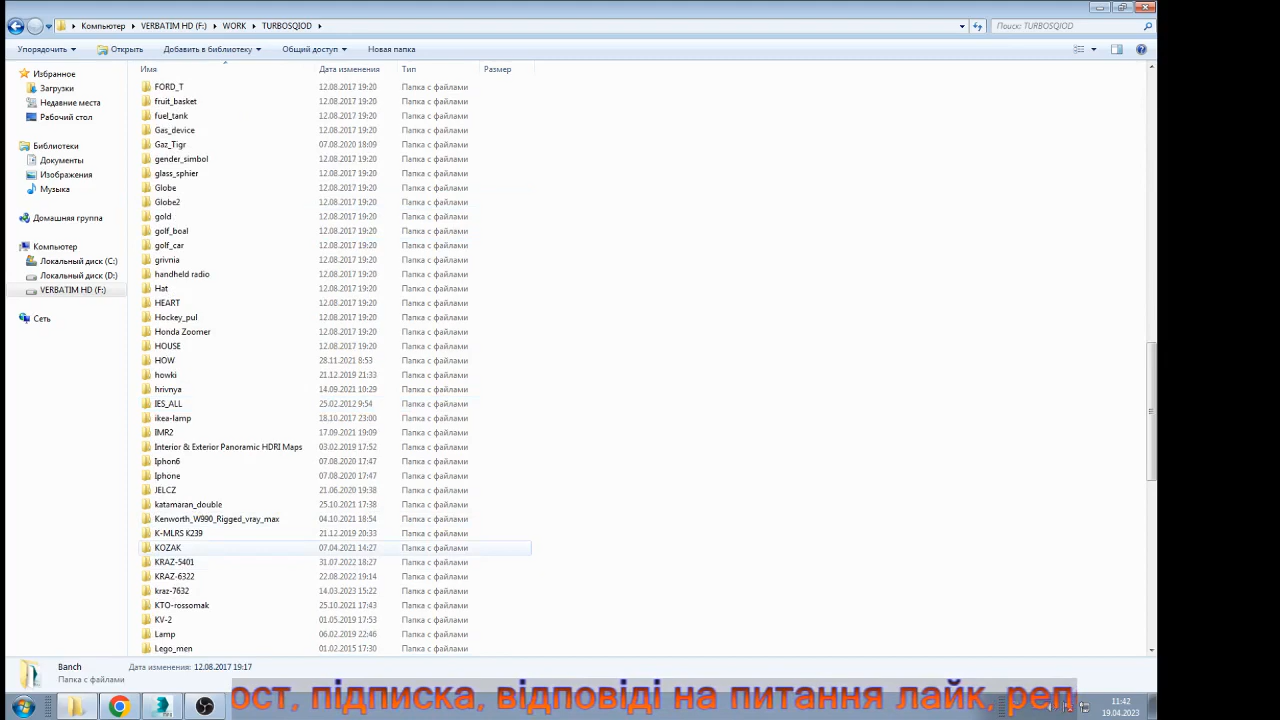 Компьютер ▸ VERBATIM HD (F:) ▸ WORK ▸ TURBOSQIOD ▸
Поиск: TURBOSQIOD
Упорядочить Открыть Добавить в библиотеку Общий доступ Новая папка
Имя Дата изменения Тип Размер
Избранное
Загрузки
Недавние места
Рабочий стол
Библиотеки
Документы
Изображения
Музыка
Домашняя группа
Компьютер
Локальный диск (C:)
Локальный диск (D:)
VERBATIM HD (F:)
Сеть
FORD_T 12.08.2017 19:20 Папка с файлами
fruit_basket 12.08.2017 19:20 Папка с файлами
fuel_tank 12.08.2017 19:20 Папка с файлами
Gas_device 12.08.2017 19:20 Папка с файлами
Gaz_Tigr 07.08.2020 18:09 Папка с файлами
gender_simbol 12.08.2017 19:20 Папка с файлами
glass_sphier 12.08.2017 19:20 Папка с файлами
Globe 12.08.2017 19:20 Папка с файлами
Globe2 12.08.2017 19:20 Папка с файлами
gold 12.08.2017 19:20 Папка с файлами
golf_boal 12.08.2017 19:20 Папка с файлами
golf_car 12.08.2017 19:20 Папка с файлами
grivnia 12.08.2017 19:20 Папка с файлами
handheld radio 12.08.2017 19:20 Папка с файлами
Hat 12.08.2017 19:20 Папка с файлами
HEART 12.08.2017 19:20 Папка с файлами
Hockey_pul 12.08.2017 19:20 Папка с файлами
Honda Zoomer 12.08.2017 19:20 Папка с файлами
HOUSE 12.08.2017 19:20 Папка с файлами
HOW 28.11.2021 8:53 Папка с файлами
howki 21.12.2019 21:33 Папка с файлами
hrivnya 14.09.2021 10:29 Папка с файлами
IES_ALL 25.02.2012 9:54 Папка с файлами
ikea-lamp 18.10.2017 23:00 Папка с файлами
IMR2 17.09.2021 19:09 Папка с файлами
Interior & Exterior Panoramic HDRI Maps 03.02.2019 17:52 Папка с файлами
Iphon6 07.08.2020 17:47 Папка с файлами
Iphone 07.08.2020 17:47 Папка с файлами
JELCZ 21.06.2020 19:38 Папка с файлами
katamaran_double 25.10.2021 17:38 Папка с файлами
Kenworth_W990_Rigged_vray_max 04.10.2021 18:54 Папка с файлами
K-MLRS K239 21.12.2019 20:33 Папка с файлами
KOZAK 07.04.2021 14:27 Папка с файлами
KRAZ-5401 31.07.2022 18:27 Папка с файлами
KRAZ-6322 22.08.2022 19:14 Папка с файлами
kraz-7632 14.03.2023 15:22 Папка с файлами
KTO-rossomak 25.10.2021 17:43 Папка с файлами
KV-2 01.05.2019 17:53 Папка с файлами
Lamp 06.02.2019 22:46 Папка с файлами
Lego_men 01.02.2015 17:30 Папка с файлами
Banch Дата изменения: 12.08.2017 19:17
Папка с файлами
ост, підписка, відповіді на питання лайк, реп
11:42
19.04.2023